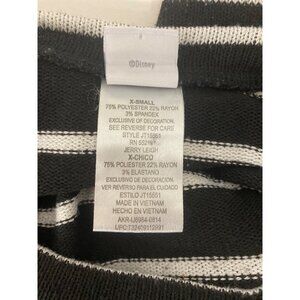 ©Disney
X-SMALL
75% POLYESTER 22% RAYON
3% SPANDEX
EXCLUSIVE OF DECORATION.
SEE REVERSE FOR CARE
STYLE JT15551
RN 55219
JERRY LEIGH
X-CHICO
75% POLYESTER 22% RAYON
3% ELASTANO
EXCLUSIVO DE DECORACION.
VER REVERSO PARA EL CUIDADO
ESTILO JT15551
MADE IN VIETNAM
HECHO EN VIETNAM